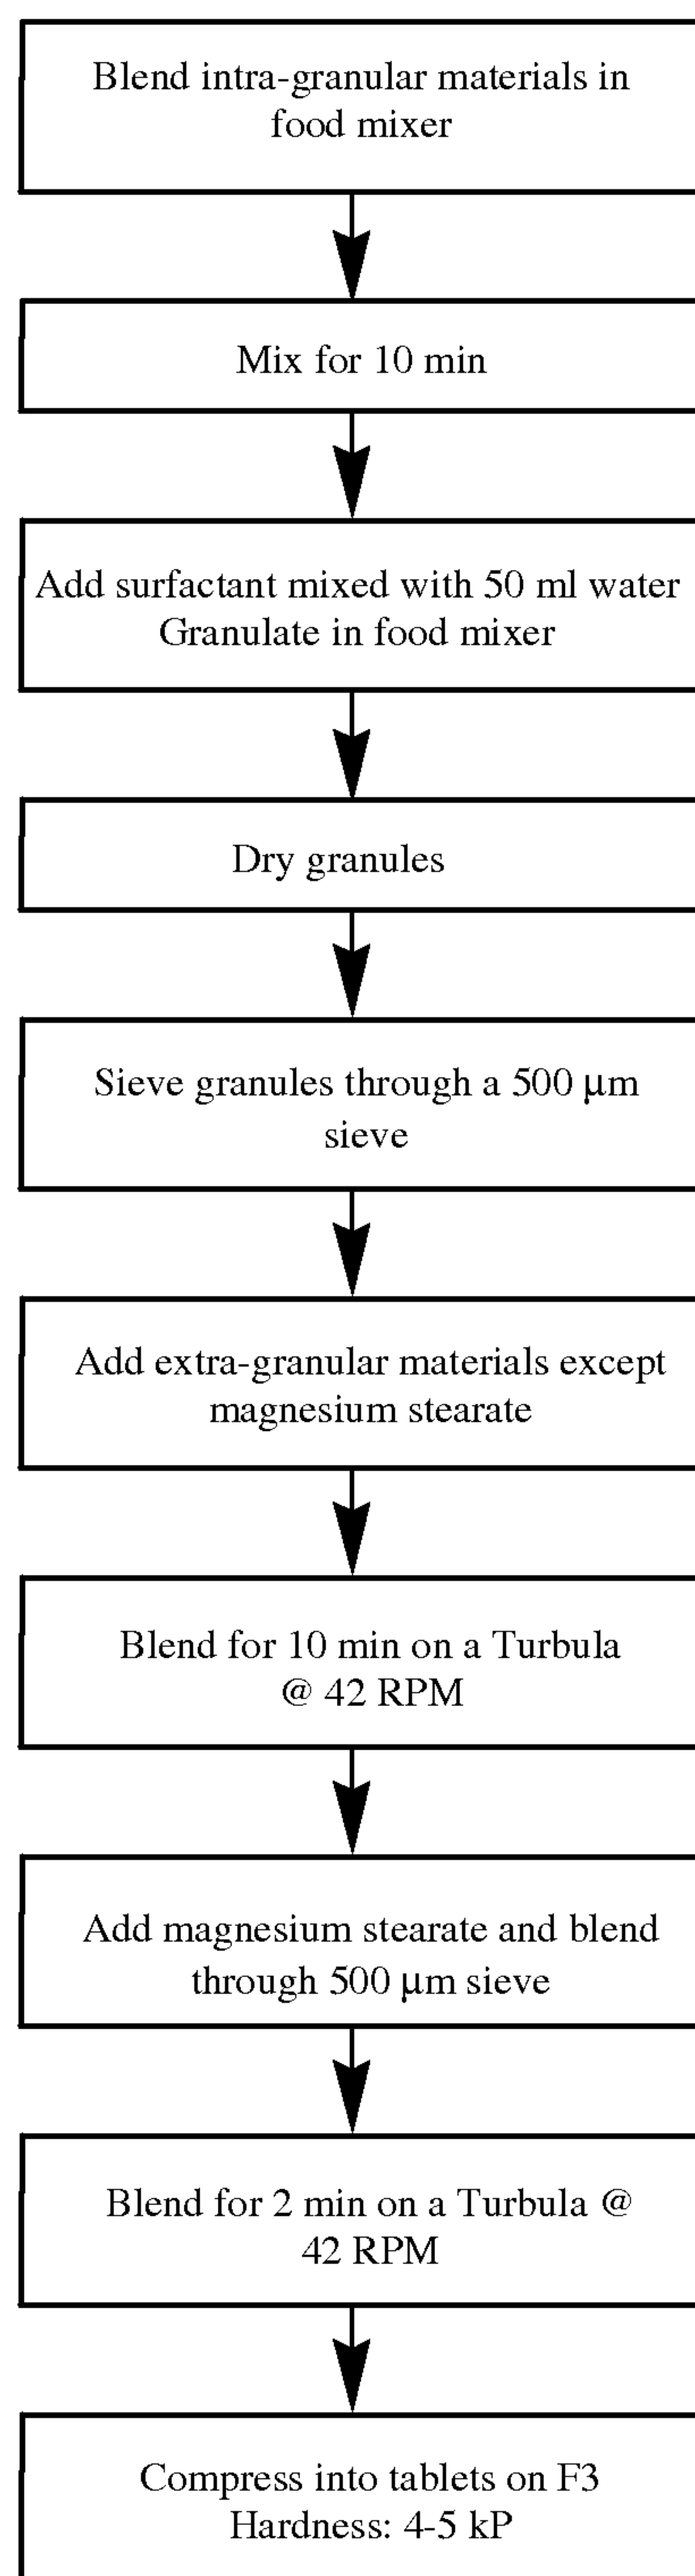 Blend intra-granular materials in
food mixer
Mix for 10 min
Add surfactant mixed with 50 ml water
Granulate in food mixer
Dry granules
Sieve granules through a 500 μm
sieve
Add extra-granular materials except
magnesium stearate
Blend for 10 min on a Turbula
@ 42 RPM
Add magnesium stearate and blend
through 500 μm sieve
Blend for 2 min on a Turbula @
42 RPM
Compress into tablets on F3
Hardness: 4-5 kP